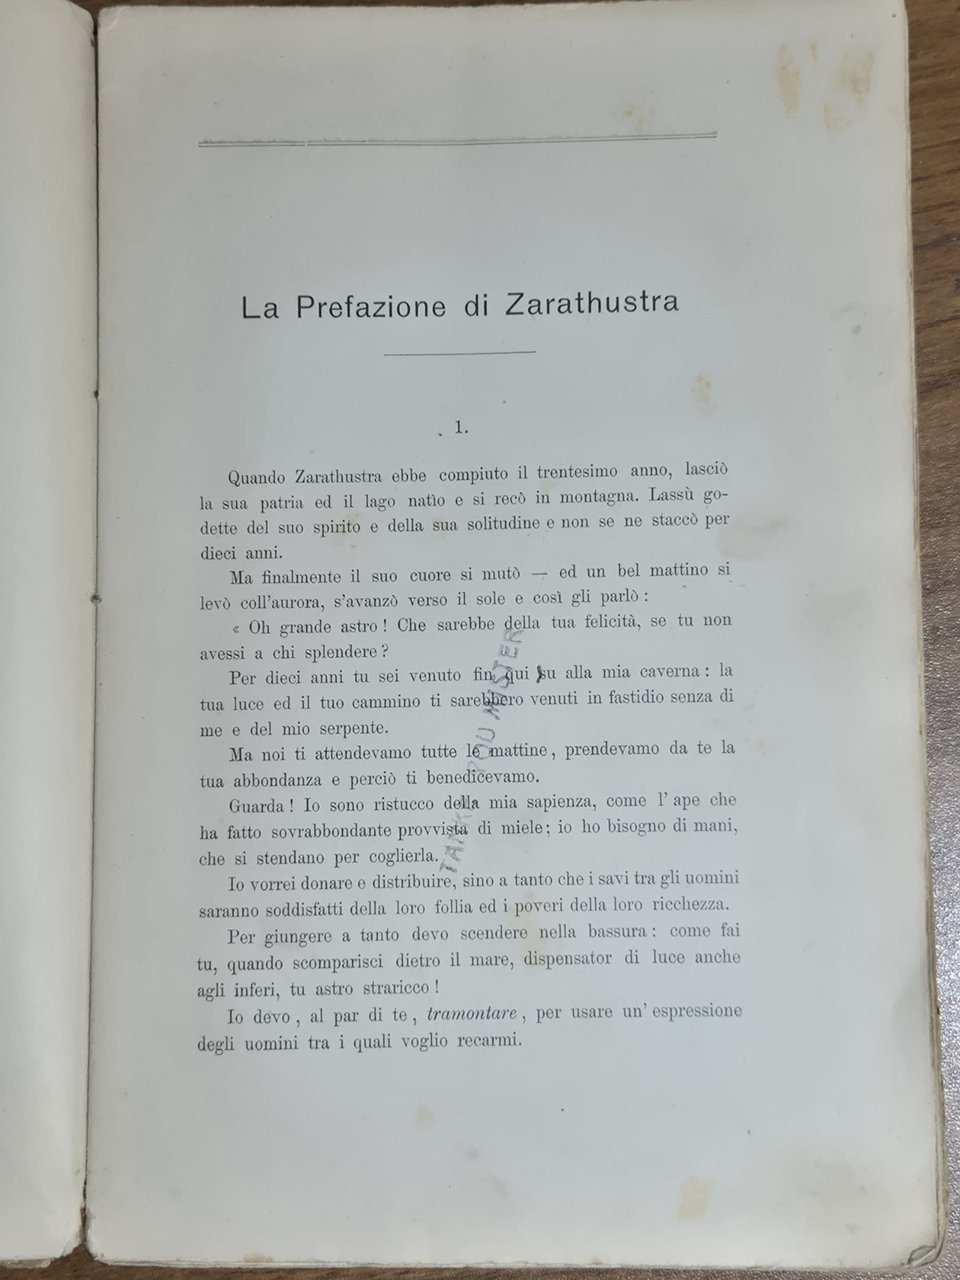 La Prefazione di Zarathustra
1.
Quando Zarathustra ebbe compiuto il trentesimo anno, lasciò
la sua patria ed il lago natìo e si recò in montagna. Lassù go-
dette del suo spirito e della sua solitudine e non se ne staccò per
dieci anni.
Ma finalmente il suo cuore si mutò — ed un bel mattino si
levò coll'aurora, s'avanzò verso il sole e così gli parlò:
« Oh grande astro! Che sarebbe della tua felicità, se tu non
avessi a chi splendere?
Per dieci anni tu sei venuto fin qui su alla mia caverna: la
tua luce ed il tuo cammino ti sarebbero venuti in fastidio senza di
me e del mio serpente.
Ma noi ti attendevamo tutte le mattine, prendevamo da te la
tua abbondanza e perciò ti benedicevamo.
Guarda! Io sono ristucco della mia sapienza, come l'ape che
ha fatto sovrabbondante provvista di miele; io ho bisogno di mani,
che si stendano per coglierla.
Io vorrei donare e distribuire, sino a tanto che i savi tra gli uomini
saranno soddisfatti della loro follia ed i poveri della loro ricchezza.
Per giungere a tanto devo scendere nella bassura: come fai
tu, quando scomparisci dietro il mare, dispensator di luce anche
agli inferi, tu astro straricco!
Io devo, al par di te, tramontare, per usare un'espressione
degli uomini tra i quali voglio recarmi.
TANK YOU MISTER